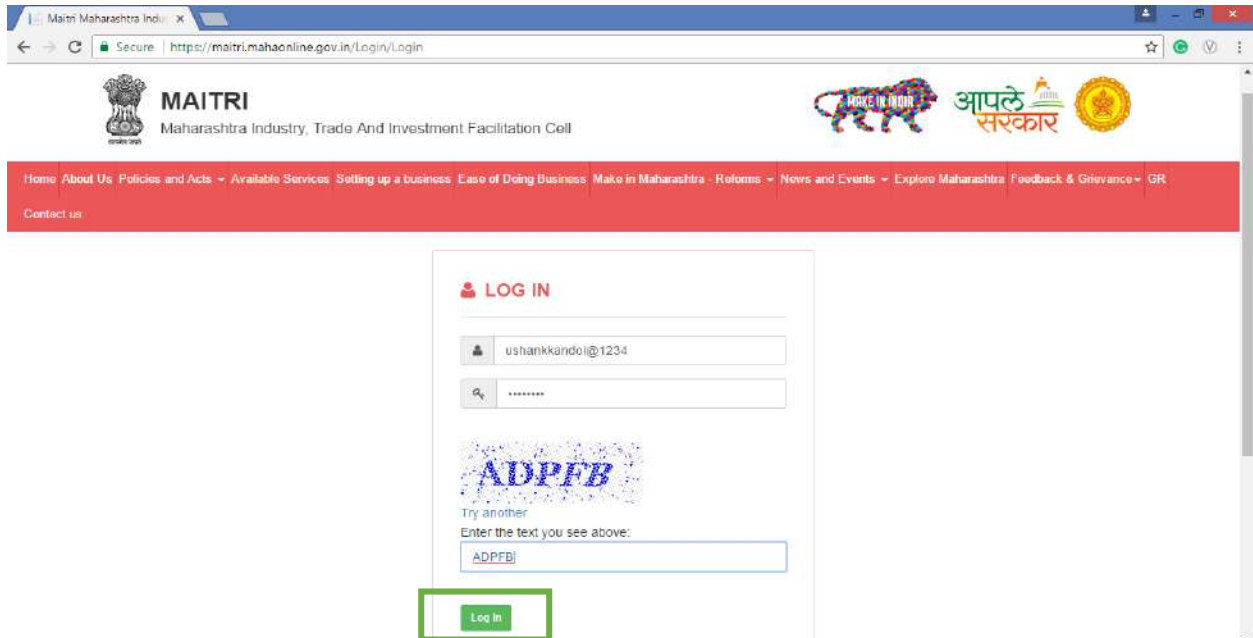 Maitri Maharashtra Indu
Secure | https://maitri.mahaonline.gov.in/Login/Login
MAITRI
Maharashtra Industry, Trade And Investment Facilitation Cell
MAKE IN INDIA
आपले
सरकार
Home About Us Policies and Acts Available Services Setting up a business Ease of Doing Business Make in Maharashtra - Reforms News and Events Explore Maharashtra Feedback & Grievance GR
Contact us
LOG IN
ushankkandoi@1234
••••••••
ADPFB
Try another
Enter the text you see above:
ADPFB
Log in